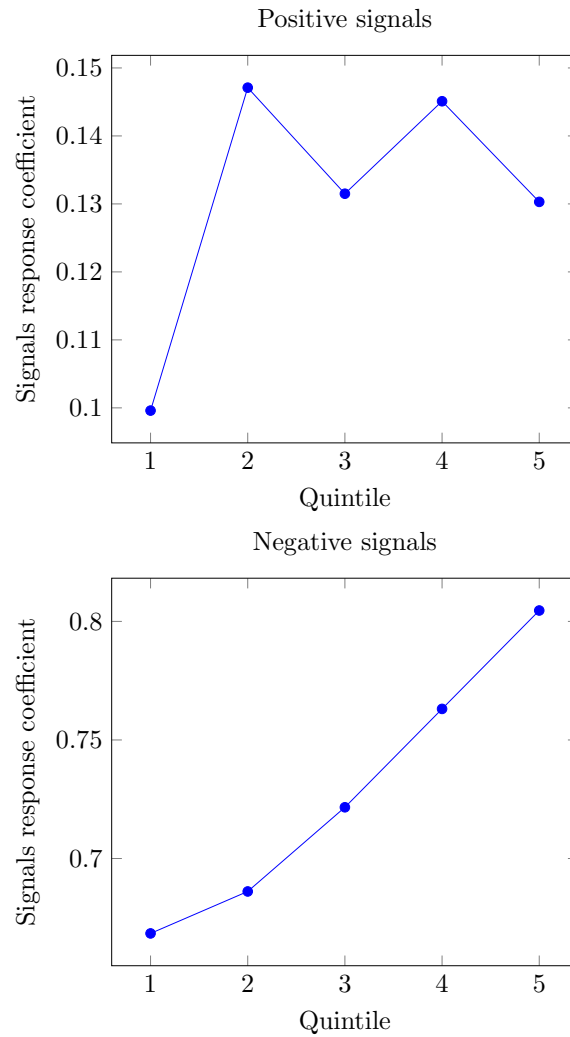 Positive signals
0.15
0.14
0.13
0.12
0.11
0.1
Signals response coefficient
1 2 3 4 5
Quintile
Negative signals
0.8
0.75
0.7
Signals response coefficient
1 2 3 4 5
Quintile